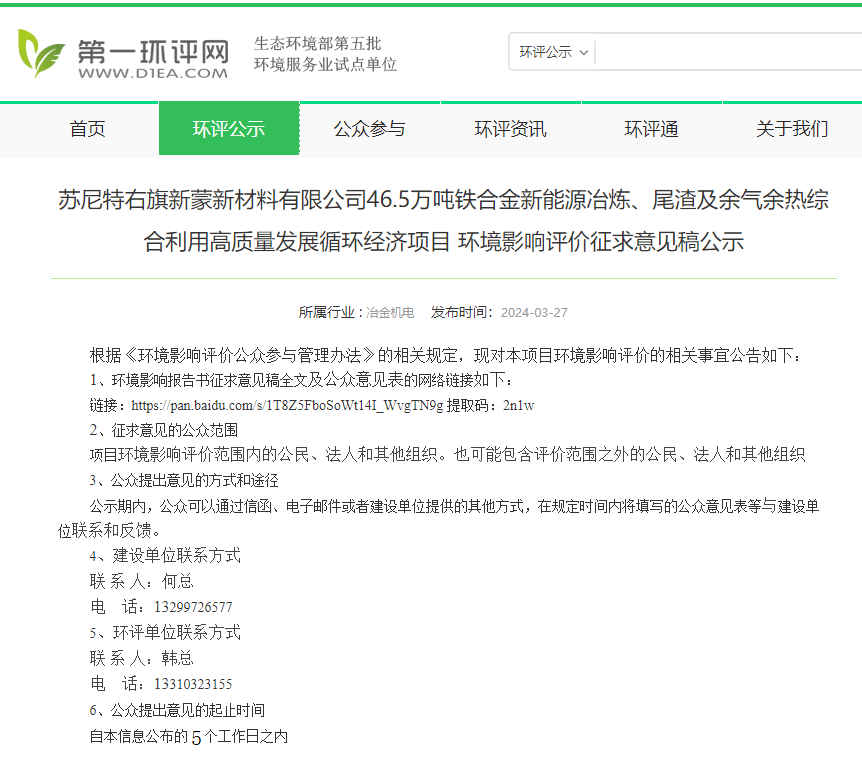 第一环评网
WWW.D1EA.COM
生态环境部第五批
环境服务业试点单位
环评公示
首页 环评公示 公众参与 环评资讯 环评通 关于我们
苏尼特右旗新蒙新材料有限公司46.5万吨铁合金新能源冶炼、尾渣及余气余热综
合利用高质量发展循环经济项目 环境影响评价征求意见稿公示
所属行业：冶金机电 发布时间：2024-03-27
根据《环境影响评价公众参与管理办法》的相关规定，现对本项目环境影响评价的相关事宜公告如下：
1、环境影响报告书征求意见稿全文及公众意见表的网络链接如下：
链接：https://pan.baidu.com/s/1T8Z5FboSoWt14I_WvgTN9g 提取码：2n1w
2、征求意见的公众范围
项目环境影响评价范围内的公民、法人和其他组织。也可能包含评价范围之外的公民、法人和其他组织
3、公众提出意见的方式和途径
公示期内，公众可以通过信函、电子邮件或者建设单位提供的其他方式，在规定时间内将填写的公众意见表等与建设单
位联系和反馈。
4、建设单位联系方式
联 系 人：何总
电 话：13299726577
5、环评单位联系方式
联 系 人：韩总
电 话：13310323155
6、公众提出意见的起止时间
自本信息公布的 5 个工作日之内